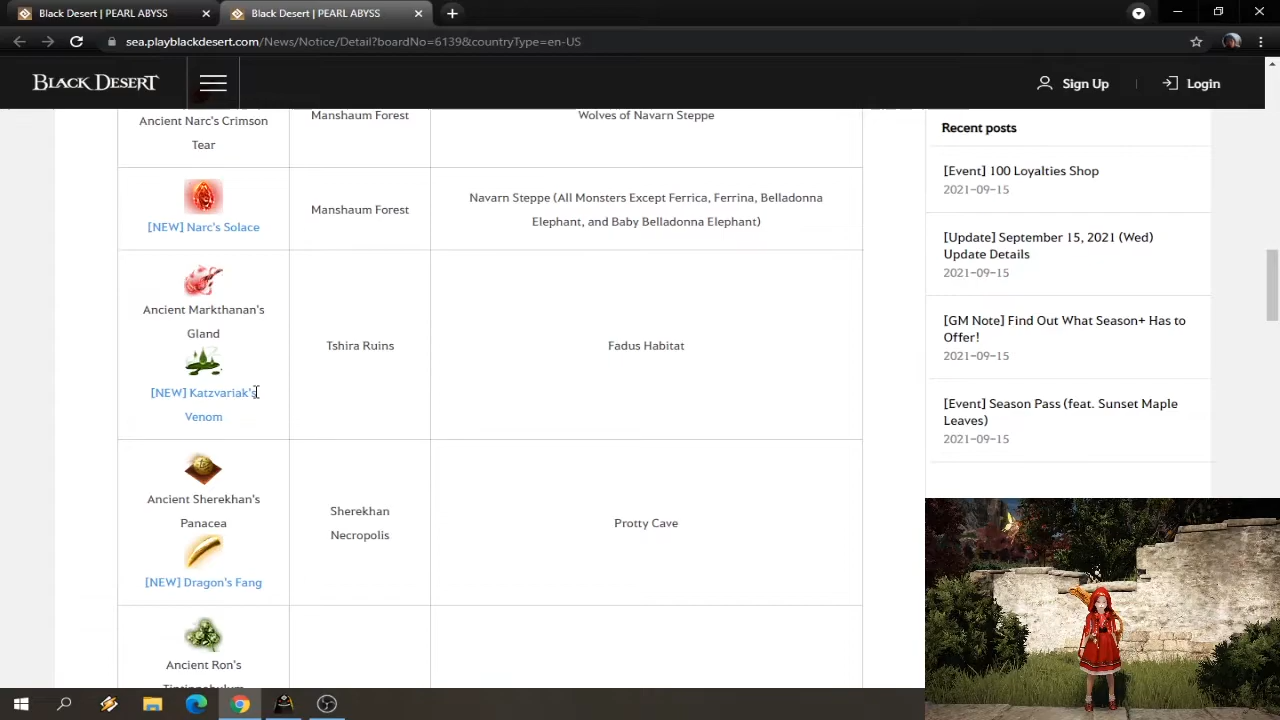 Black Desert | PEARL ABYSS
Black Desert | PEARL ABYSS
sea.playblackdesert.com/News/Notice/Detail?boardNo=6139&countryType=en-US
BLACK DESERT
Sign Up
Login
Ancient Narc's Crimson
Tear
Manshaum Forest
Wolves of Navarn Steppe
[NEW] Narc's Solace
Manshaum Forest
Navarn Steppe (All Monsters Except Ferrica, Ferrina, Belladonna
Elephant, and Baby Belladonna Elephant)
Ancient Markthanan's
Gland
[NEW] Katzvariak's
Venom
Tshira Ruins
Fadus Habitat
Ancient Sherekhan's
Panacea
[NEW] Dragon's Fang
Sherekhan
Necropolis
Protty Cave
Ancient Ron's
Tintinnabulum
Recent posts
[Event] 100 Loyalties Shop
2021-09-15
[Update] September 15, 2021 (Wed)
Update Details
2021-09-15
[GM Note] Find Out What Season+ Has to
Offer!
2021-09-15
[Event] Season Pass (feat. Sunset Maple
Leaves)
2021-09-15